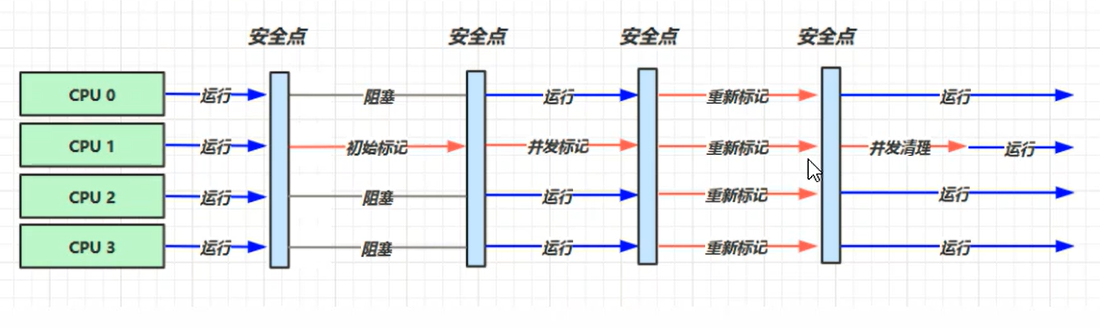 安全点 安全点 安全点 安全点
CPU 0 运行 阻塞 运行 重新标记 运行
CPU 1 运行 初始标记 并发标记 重新标记 并发清理 运行
CPU 2 运行 阻塞 运行 重新标记 运行
CPU 3 运行 阻塞 运行 重新标记 运行